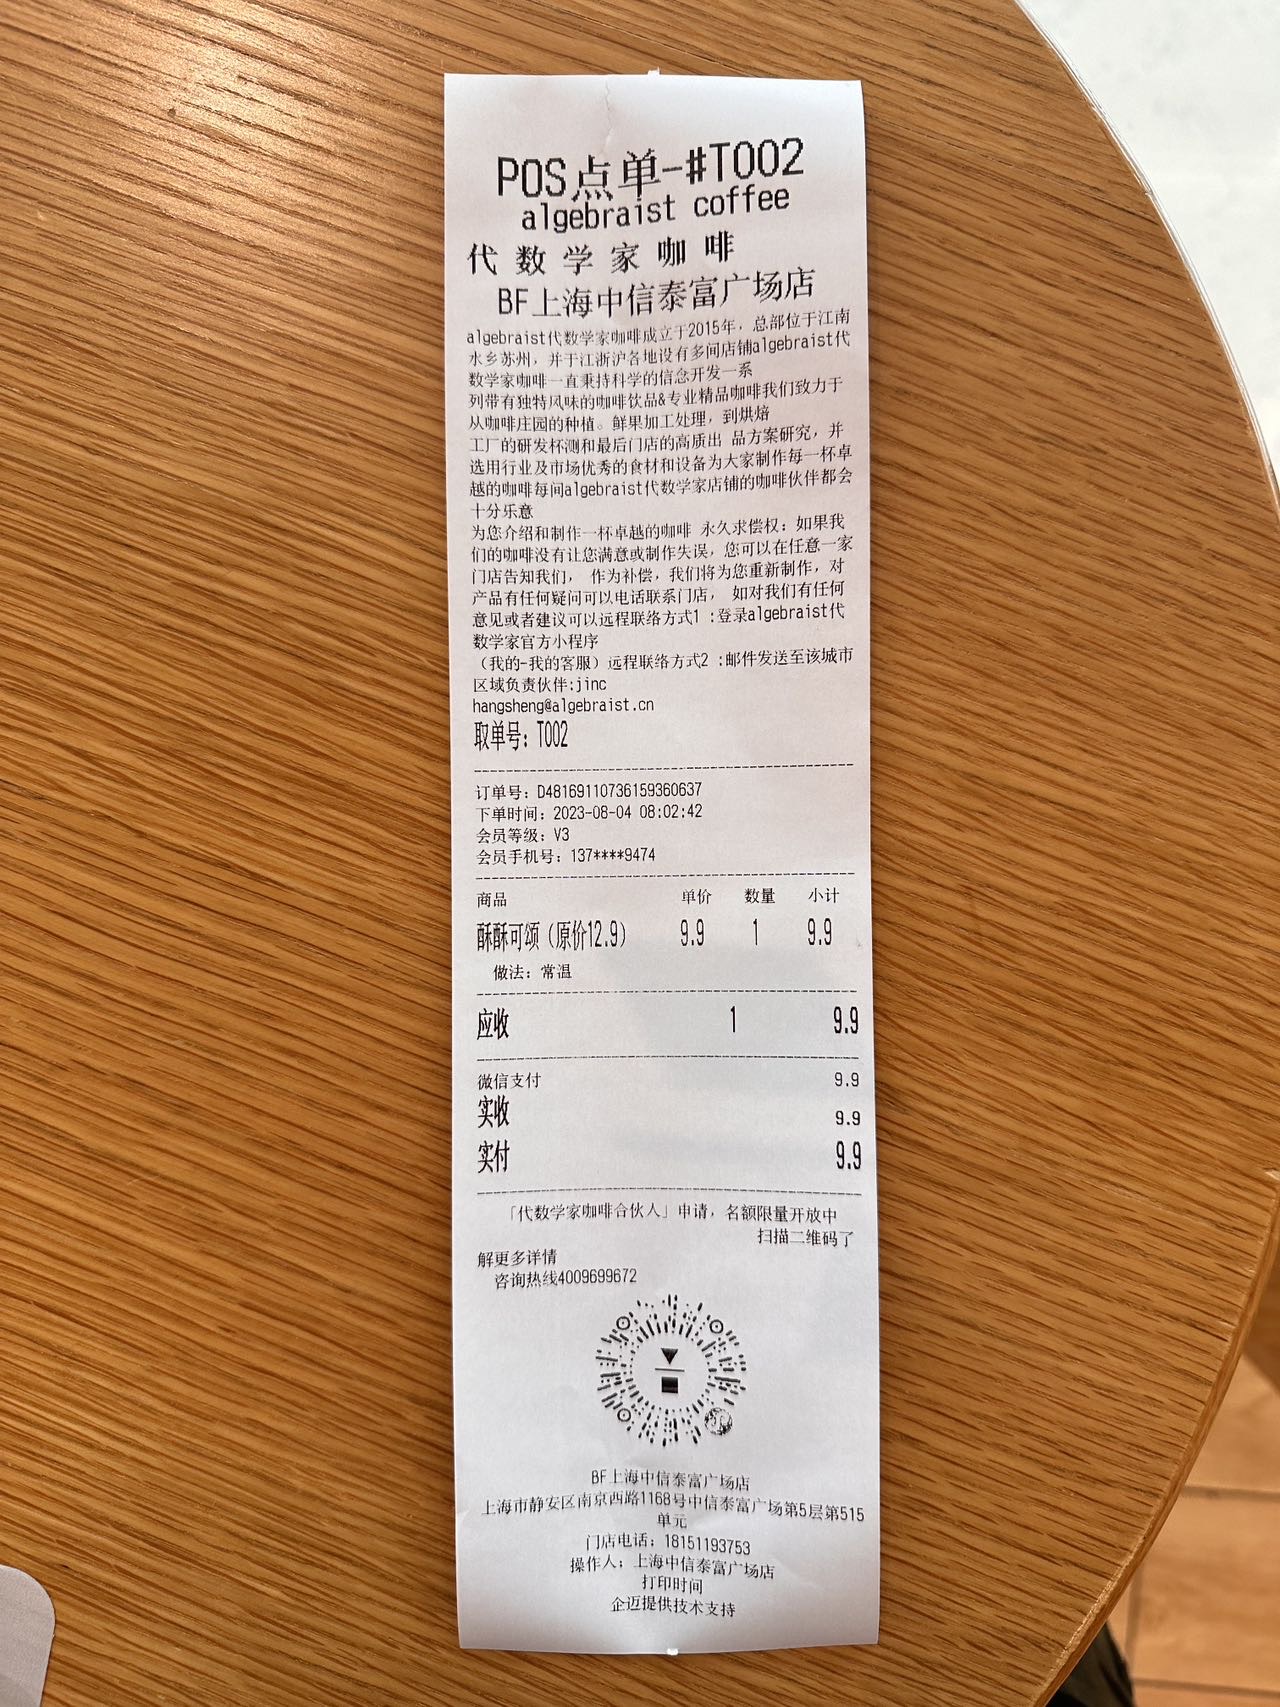 POS点单-#T002
algebraist coffee
代数学家咖啡
BF上海中信泰富广场店
algebraist代数学家咖啡成立于2015年，总部位于江南
水乡苏州，并于江浙沪各地设有多间店铺algebraist代
数学家咖啡一直秉持科学的信念开发一系
列带有独特风味的咖啡饮品&专业精品咖啡我们致力于
从咖啡庄园的种植。鲜果加工处理，到烘焙
工厂的研发杯测和最后门店的高质出 品方案研究，并
选用行业及市场优秀的食材和设备为大家制作每一杯卓
越的咖啡每间algebraist代数学家店铺的咖啡伙伴都会
十分乐意
为您介绍和制作一杯卓越的咖啡 永久求偿权：如果我
们的咖啡没有让您满意或制作失误，您可以在任意一家
门店告知我们， 作为补偿，我们将为您重新制作，对
产品有任何疑问可以电话联系门店， 如对我们有任何
意见或者建议可以远程联络方式1 :登录algebraist代
数学家官方小程序
（我的-我的客服）远程联络方式2 :邮件发送至该城市
区域负责伙伴:jinc
hangsheng@algebraist.cn
取单号：T002
订单号：D48169110736159360637
下单时间：2023-08-04 08:02:42
会员等级：V3
会员手机号：137****9474
商品 单价 数量 小计
酥酥可颂（原价12.9） 9.9 1 9.9
做法：常温
应收 1 9.9
微信支付 9.9
实收 9.9
实付 9.9
「代数学家咖啡合伙人」申请，名额限量开放中
扫描二维码了
解更多详情
咨询热线4009699672
BF上海中信泰富广场店
上海市静安区南京西路1168号中信泰富广场第5层第515
单元
门店电话：18151193753
操作人：上海中信泰富广场店
打印时间
企迈提供技术支持